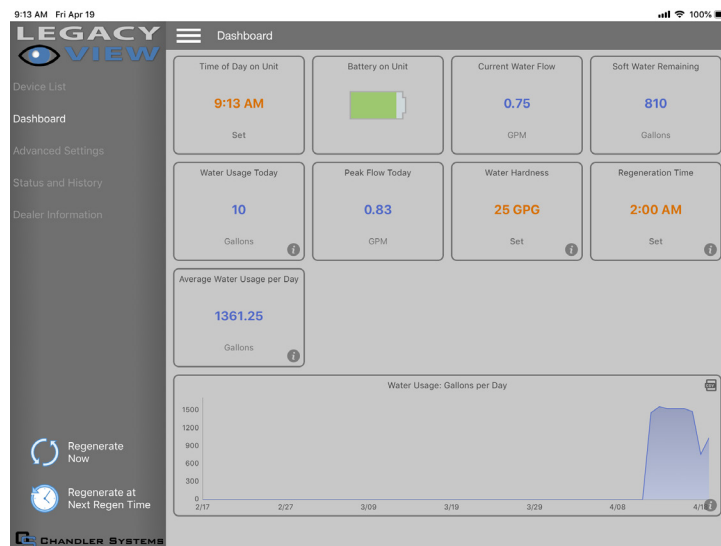 9:13 AM Fri Apr 19
100%
LEGACY
VIEW
Dashboard
Device List
Dashboard
Advanced Settings
Status and History
Dealer Information
Time of Day on Unit
9:13 AM
Set
Battery on Unit
Current Water Flow
0.75
GPM
Soft Water Remaining
810
Gallons
Water Usage Today
10
Gallons
Peak Flow Today
0.83
GPM
Water Hardness
25 GPG
Set
Regeneration Time
2:00 AM
Set
Average Water Usage per Day
1361.25
Gallons
Water Usage: Gallons per Day
1500
1200
900
600
300
0
2/17 2/27 3/09 3/19 3/29 4/08
Regenerate
Now
Regenerate at
Next Regen Time
CHANDLER SYSTEMS